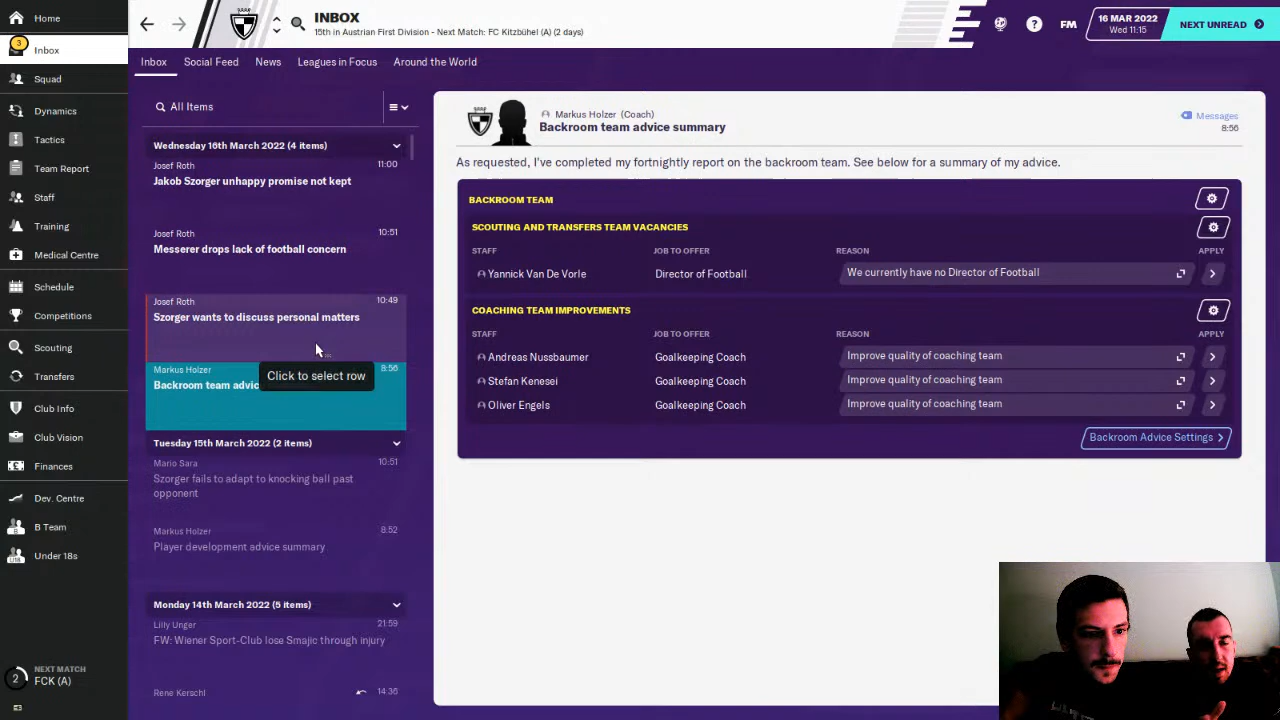 Home
Inbox
3
Squad
Dynamics
Tactics
Team Report
Staff
Training
Medical Centre
Schedule
Competitions
Scouting
Transfers
Club Info
Club Vision
Finances
Dev. Centre
B Team
Under 18s
2
NEXT MATCH
FCK (A)
INBOX
15th in Austrian First Division - Next Match: FC Kitzbühel (A) (2 days)
?
FM
16 MAR 2022
Wed 11:15
NEXT UNREAD
Inbox Social Feed News Leagues in Focus Around the World
All Items
Wednesday 16th March 2022 (4 items)
Josef Roth 11:00
Jakob Szorger unhappy promise not kept
Josef Roth 10:51
Messerer drops lack of football concern
Josef Roth 10:49
Szorger wants to discuss personal matters
Markus Holzer 8:56
Backroom team advic
Click to select row
Tuesday 15th March 2022 (2 items)
Mario Sara 10:51
Szorger fails to adapt to knocking ball past
opponent
Markus Holzer 8:52
Player development advice summary
Monday 14th March 2022 (5 items)
Lilly Unger 21:59
FW: Wiener Sport-Club lose Smajic through injury
Rene Kerschl 14:36
Markus Holzer (Coach)
Backroom team advice summary
Messages
8:56
As requested, I've completed my fortnightly report on the backroom team. See below for a summary of my advice.
BACKROOM TEAM
SCOUTING AND TRANSFERS TEAM VACANCIES
STAFF JOB TO OFFER REASON APPLY
Yannick Van De Vorle Director of Football We currently have no Director of Football
COACHING TEAM IMPROVEMENTS
STAFF JOB TO OFFER REASON APPLY
Andreas Nussbaumer Goalkeeping Coach Improve quality of coaching team
Stefan Kenesei Goalkeeping Coach Improve quality of coaching team
Oliver Engels Goalkeeping Coach Improve quality of coaching team
Backroom Advice Settings